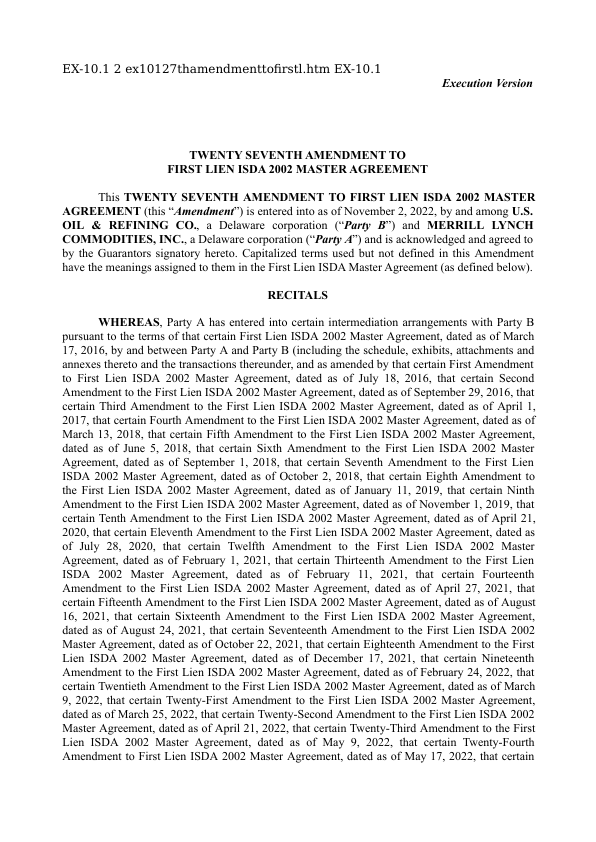 EX-10.1 2 ex10127thamendmenttofirstl.htm EX-10.1
Execution Version
TWENTY SEVENTH AMENDMENT TO
FIRST LIEN ISDA 2002 MASTER AGREEMENT
This TWENTY SEVENTH AMENDMENT TO FIRST LIEN ISDA 2002 MASTER
AGREEMENT (this “Amendment”) is entered into as of November 2, 2022, by and among U.S.
OIL & REFINING CO., a Delaware corporation (“Party B”) and MERRILL LYNCH
COMMODITIES, INC., a Delaware corporation (“Party A”) and is acknowledged and agreed to
by the Guarantors signatory hereto. Capitalized terms used but not defined in this Amendment
have the meanings assigned to them in the First Lien ISDA Master Agreement (as defined below).
RECITALS
WHEREAS, Party A has entered into certain intermediation arrangements with Party B
pursuant to the terms of that certain First Lien ISDA 2002 Master Agreement, dated as of March
17, 2016, by and between Party A and Party B (including the schedule, exhibits, attachments and
annexes thereto and the transactions thereunder, and as amended by that certain First Amendment
to First Lien ISDA 2002 Master Agreement, dated as of July 18, 2016, that certain Second
Amendment to the First Lien ISDA 2002 Master Agreement, dated as of September 29, 2016, that
certain Third Amendment to the First Lien ISDA 2002 Master Agreement, dated as of April 1,
2017, that certain Fourth Amendment to the First Lien ISDA 2002 Master Agreement, dated as of
March 13, 2018, that certain Fifth Amendment to the First Lien ISDA 2002 Master Agreement,
dated as of June 5, 2018, that certain Sixth Amendment to the First Lien ISDA 2002 Master
Agreement, dated as of September 1, 2018, that certain Seventh Amendment to the First Lien
ISDA 2002 Master Agreement, dated as of October 2, 2018, that certain Eighth Amendment to
the First Lien ISDA 2002 Master Agreement, dated as of January 11, 2019, that certain Ninth
Amendment to the First Lien ISDA 2002 Master Agreement, dated as of November 1, 2019, that
certain Tenth Amendment to the First Lien ISDA 2002 Master Agreement, dated as of April 21,
2020, that certain Eleventh Amendment to the First Lien ISDA 2002 Master Agreement, dated as
of July 28, 2020, that certain Twelfth Amendment to the First Lien ISDA 2002 Master
Agreement, dated as of February 1, 2021, that certain Thirteenth Amendment to the First Lien
ISDA 2002 Master Agreement, dated as of February 11, 2021, that certain Fourteenth
Amendment to the First Lien ISDA 2002 Master Agreement, dated as of April 27, 2021, that
certain Fifteenth Amendment to the First Lien ISDA 2002 Master Agreement, dated as of August
16, 2021, that certain Sixteenth Amendment to the First Lien ISDA 2002 Master Agreement,
dated as of August 24, 2021, that certain Seventeenth Amendment to the First Lien ISDA 2002
Master Agreement, dated as of October 22, 2021, that certain Eighteenth Amendment to the First
Lien ISDA 2002 Master Agreement, dated as of December 17, 2021, that certain Nineteenth
Amendment to the First Lien ISDA 2002 Master Agreement, dated as of February 24, 2022, that
certain Twentieth Amendment to the First Lien ISDA 2002 Master Agreement, dated as of March
9, 2022, that certain Twenty-First Amendment to the First Lien ISDA 2002 Master Agreement,
dated as of March 25, 2022, that certain Twenty-Second Amendment to the First Lien ISDA 2002
Master Agreement, dated as of April 21, 2022, that certain Twenty-Third Amendment to the First
Lien ISDA 2002 Master Agreement, dated as of May 9, 2022, that certain Twenty-Fourth
Amendment to First Lien ISDA 2002 Master Agreement, dated as of May 17, 2022, that certain